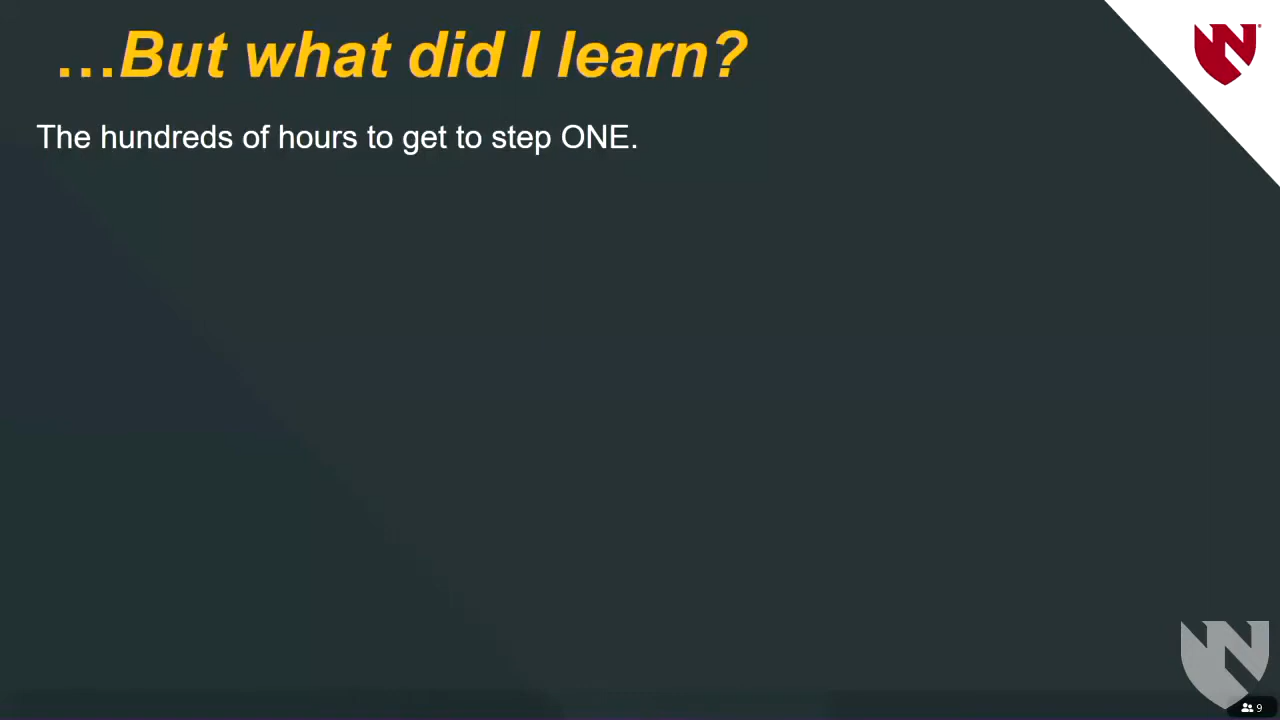 …But what did I learn?
The hundreds of hours to get to step ONE.
9